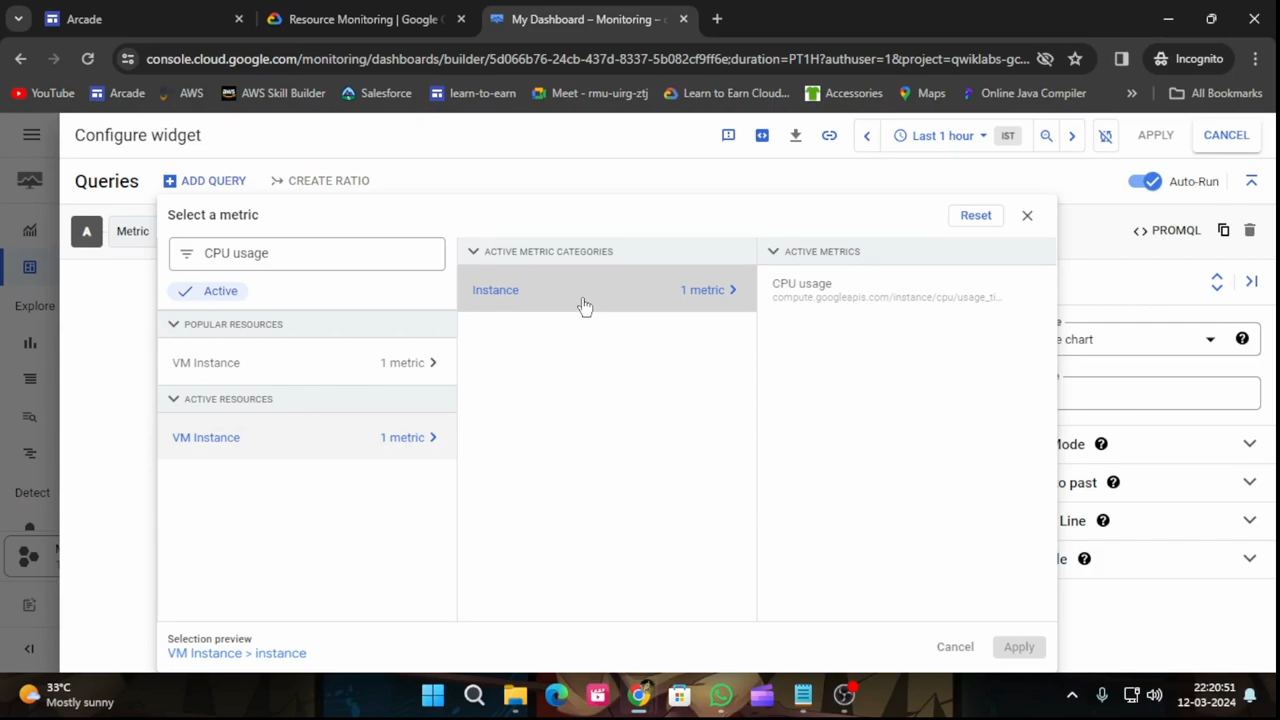 Arcade
Resource Monitoring | Google C
My Dashboard – Monitoring – c
console.cloud.google.com/monitoring/dashboards/builder/5d066b76-24cb-437d-8337-5b082cf9ff6e;duration=PT1H?authuser=1&project=qwiklabs-gc...
Incognito
YouTube
Arcade
AWS
AWS Skill Builder
Salesforce
learn-to-earn
Meet - rmu-uirg-ztj
Learn to Earn Cloud...
Accessories
Maps
Online Java Compiler
All Bookmarks
Configure widget
Last 1 hour
IST
APPLY
CANCEL
Queries
ADD QUERY
CREATE RATIO
Auto-Run
A
Metric
PROMQL
Select a metric
Reset
CPU usage
Active
POPULAR RESOURCES
VM Instance
1 metric
ACTIVE RESOURCES
VM Instance
1 metric
ACTIVE METRIC CATEGORIES
Instance
1 metric
ACTIVE METRICS
CPU usage
compute.googleapis.com/instance/cpu/usage_ti...
Explore
Detect
e chart
Mode
o past
Line
le
Selection preview
VM Instance > instance
Cancel
Apply
33°C
Mostly sunny
22:20:51
12-03-2024